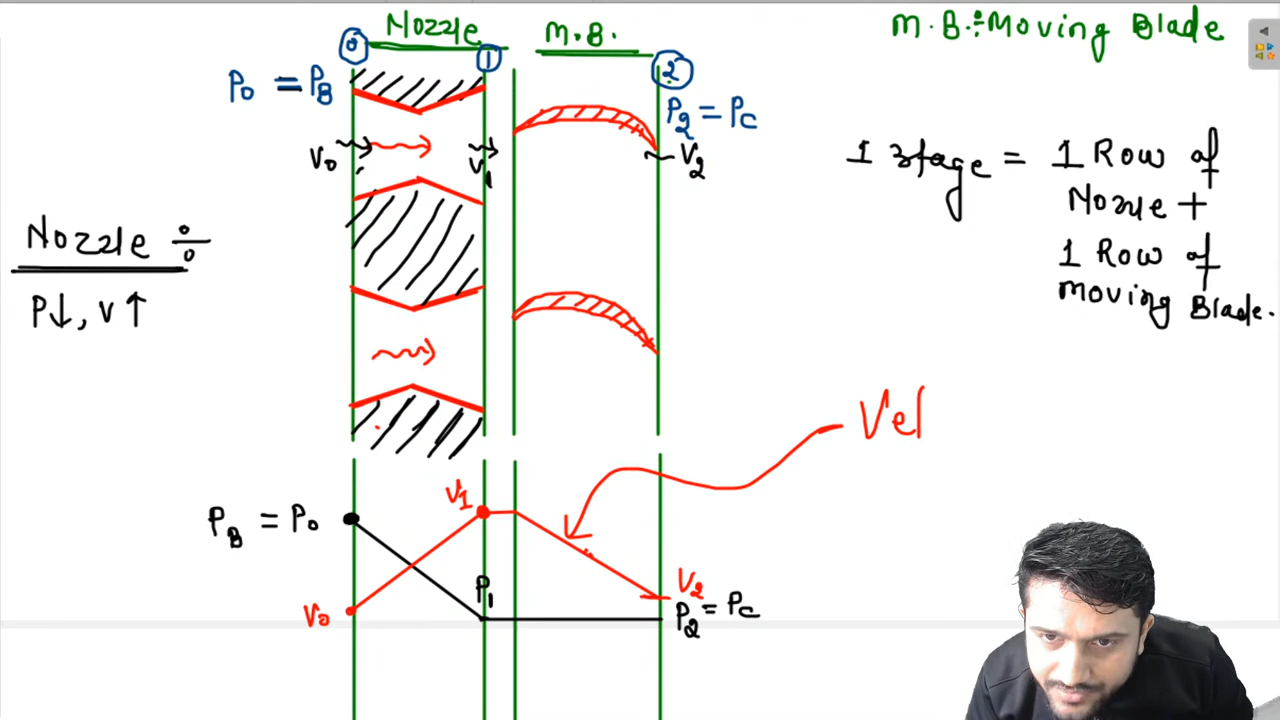 Nozzle
M.B.
M.B.÷Moving Blade
0
1
2
P0 = PB
P2 = PC
V0
V1
V2
1 stage = 1 Row of
Nozzle +
1 Row of
Moving Blade.
Nozzle ÷
P↓, V↑
Vel
V1
PB = P0
P1
V0
V2
P2 = PC